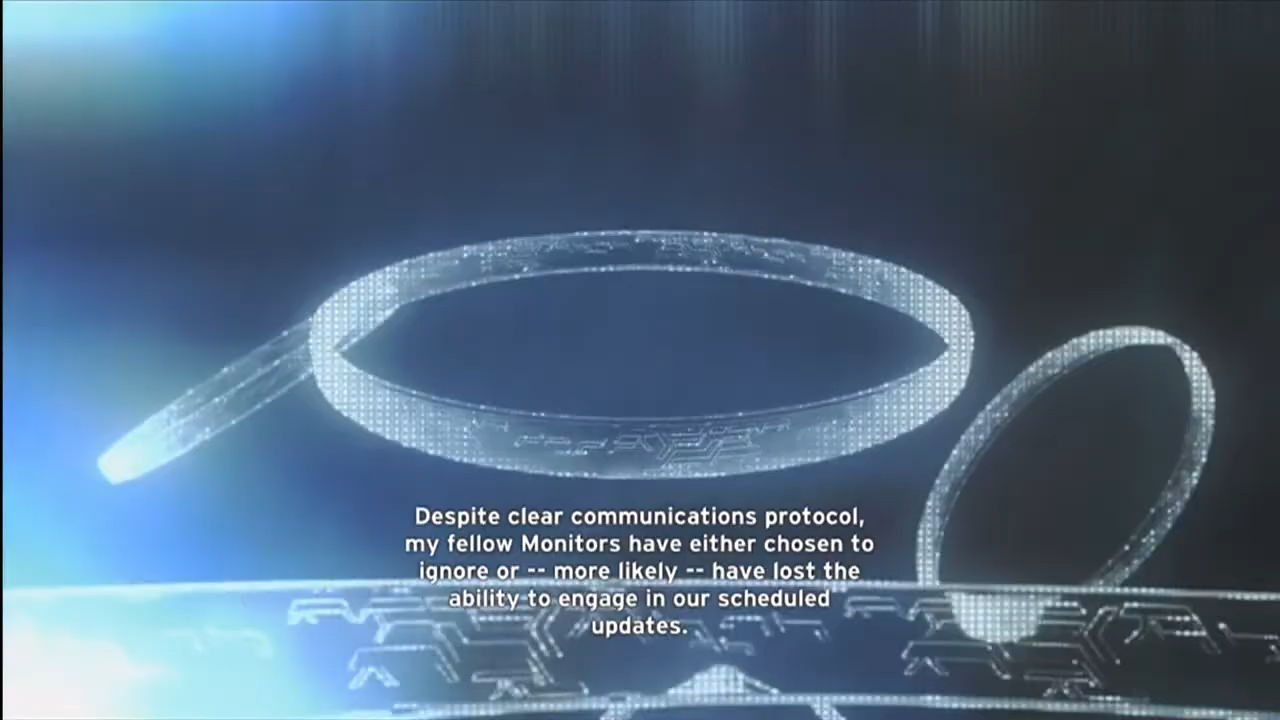 Despite clear communications protocol,
my fellow Monitors have either chosen to
ignore or -- more likely -- have lost the
ability to engage in our scheduled
updates.